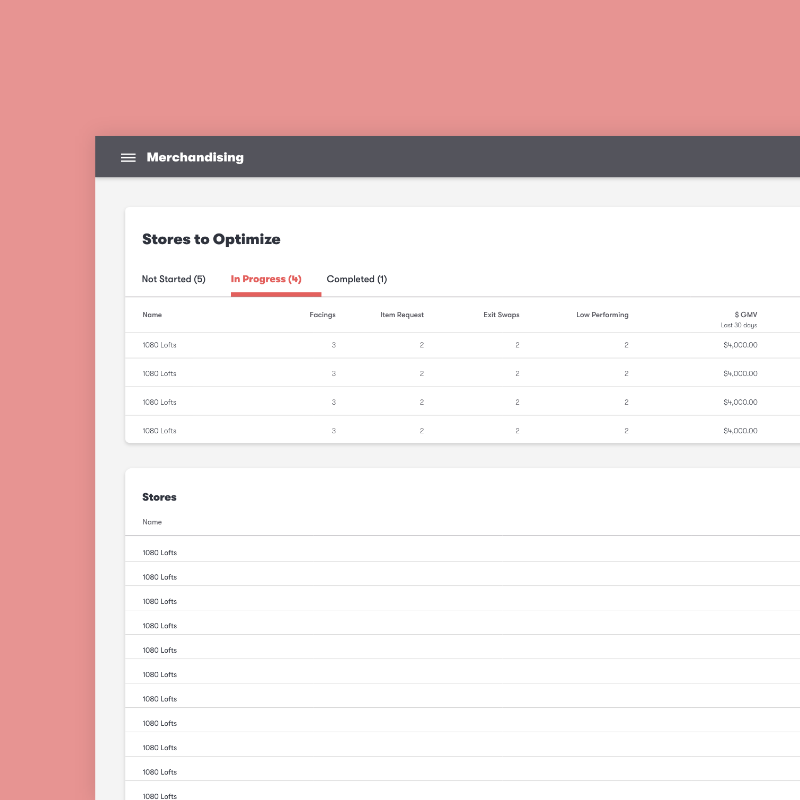 Merchandising
Stores to Optimize
Not Started (5) In Progress (4) Completed (1)
Name Facings Item Request Exit Swaps Low Performing $ GMV
Last 30 days
1080 Lofts 3 2 2 2 $4,000.00
1080 Lofts 3 2 2 2 $4,000.00
1080 Lofts 3 2 2 2 $4,000.00
1080 Lofts 3 2 2 2 $4,000.00
Stores
Name
1080 Lofts
1080 Lofts
1080 Lofts
1080 Lofts
1080 Lofts
1080 Lofts
1080 Lofts
1080 Lofts
1080 Lofts
1080 Lofts
1080 Lofts